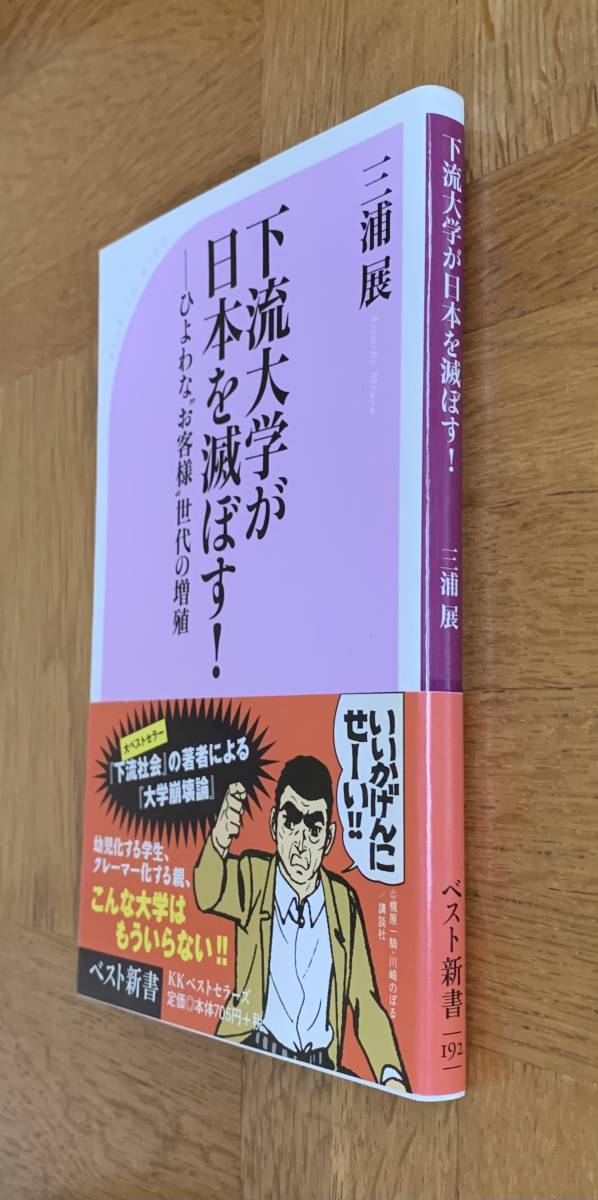 三浦展
Atsushi Miura
下流大学が
日本を滅ぼす!
──ひよわな〝お客様〟世代の増殖
大ベストセラー
『下流社会』の著者による
『大学崩壊論』
幼児化する学生、
クレーマー化する親、
こんな大学は
もういらない!!
いいかげんに
せーい!!
©梶原一騎・川崎のぼる
/講談社
ベスト新書
KKベストセラーズ
定価◎本体705円+税
下流大学が日本を滅ぼす! 三浦展
ベスト新書
192